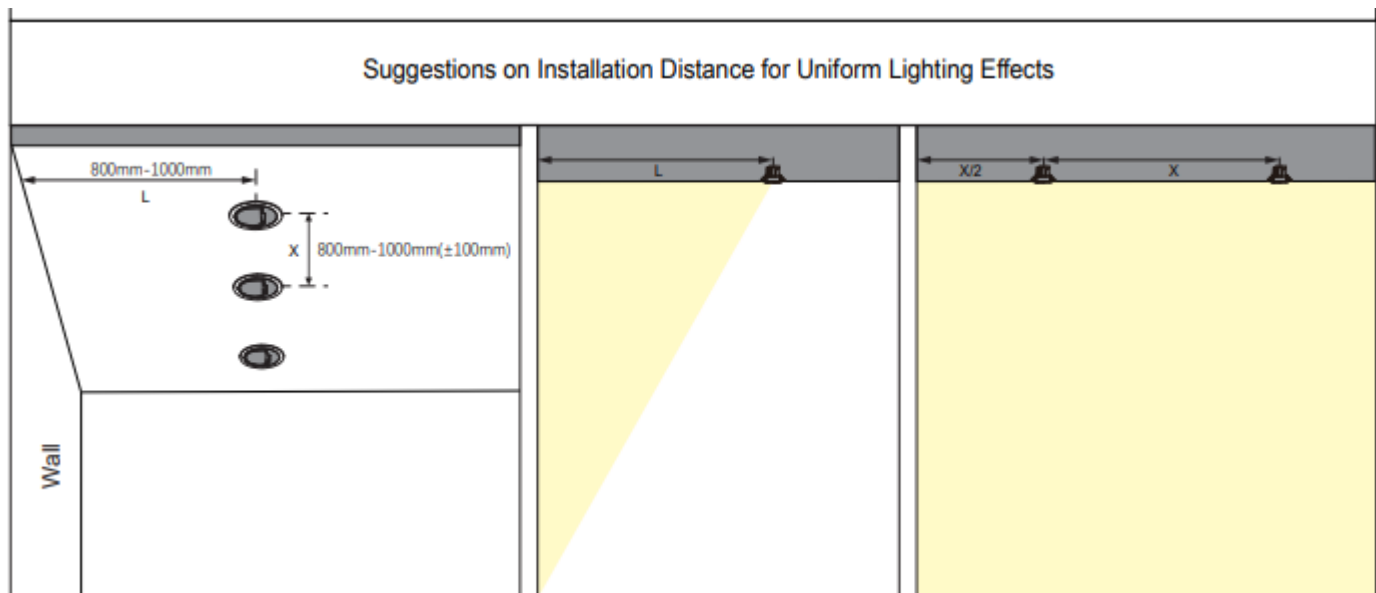 Suggestions on Installation Distance for Uniform Lighting Effects
800mm-1000mm
L
X 800mm-1000mm(±100mm)
Wall
L
X/2 X